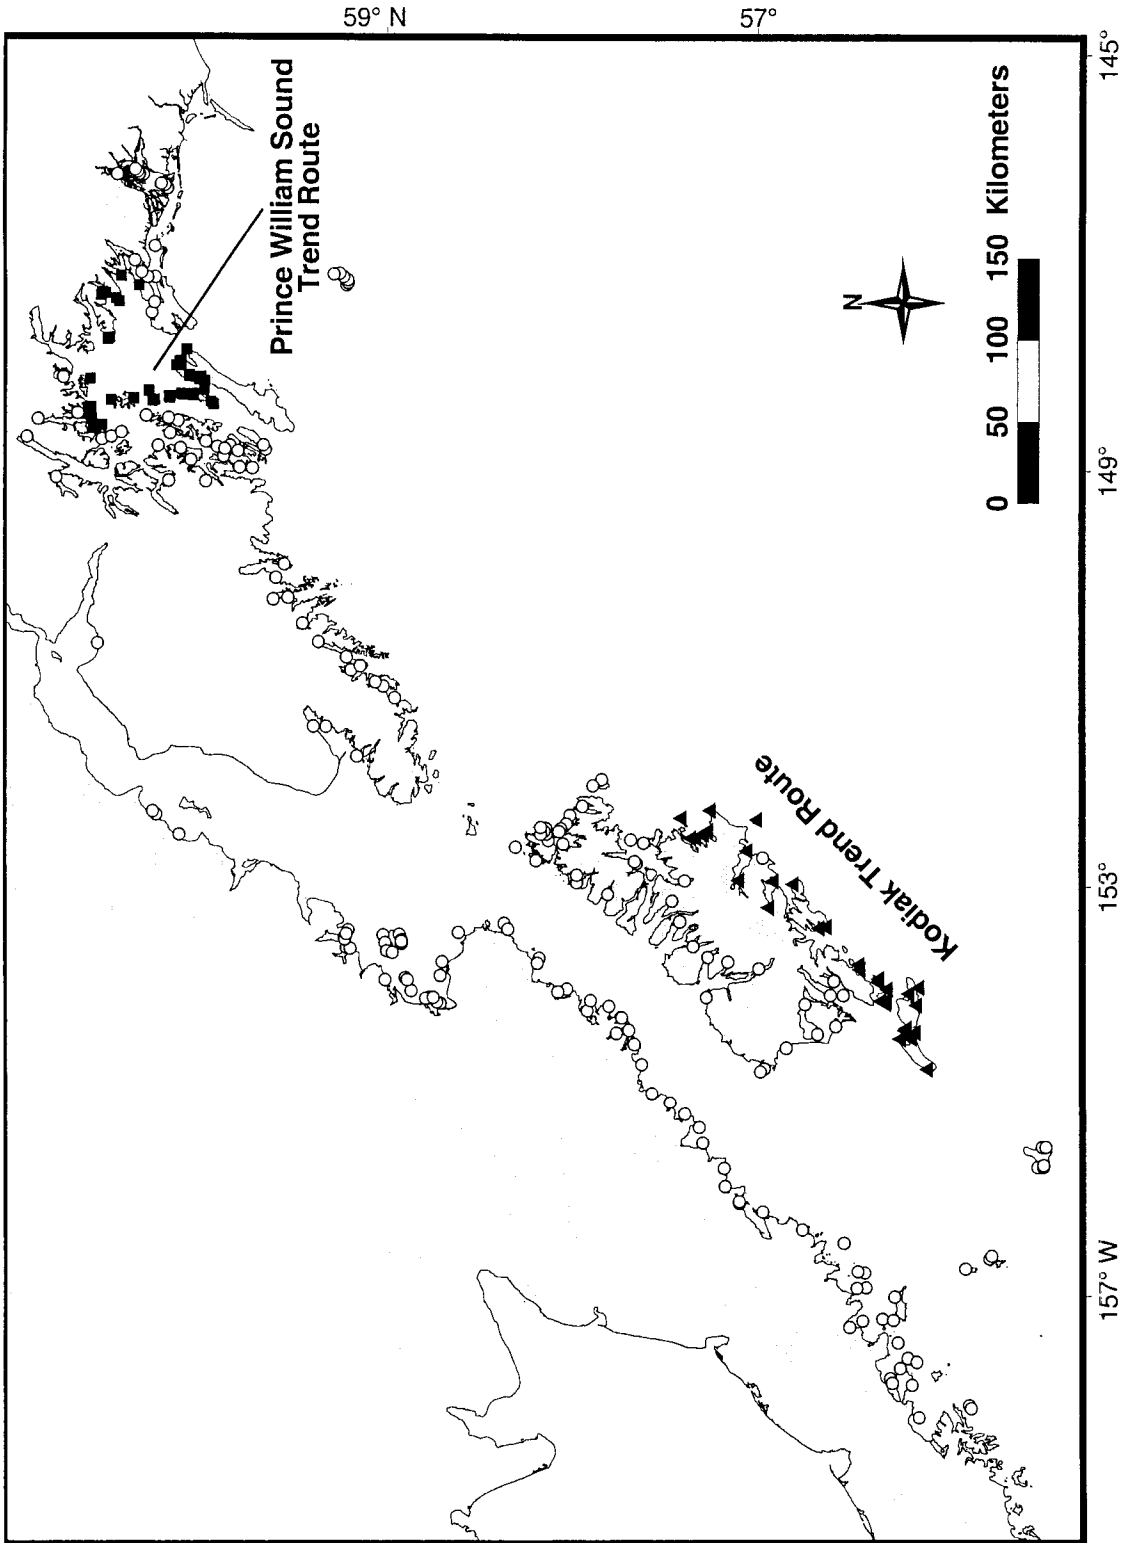 59° N
57°
145°
149°
153°
157° W
Prince William Sound
Trend Route
Kodiak Trend Route
N
0 50 100 150 Kilometers